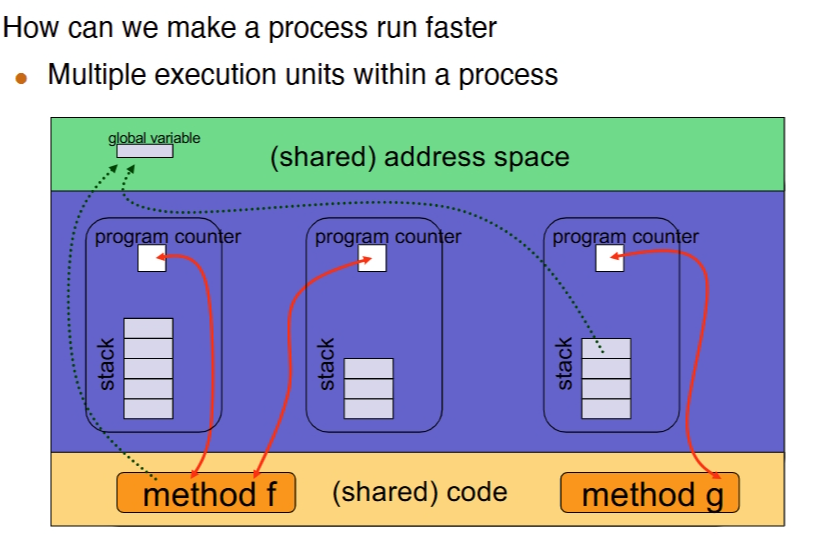 How can we make a process run faster
• Multiple execution units within a process
global variable
(shared) address space
program counter
program counter
program counter
stack
stack
stack
method f
(shared) code
method g